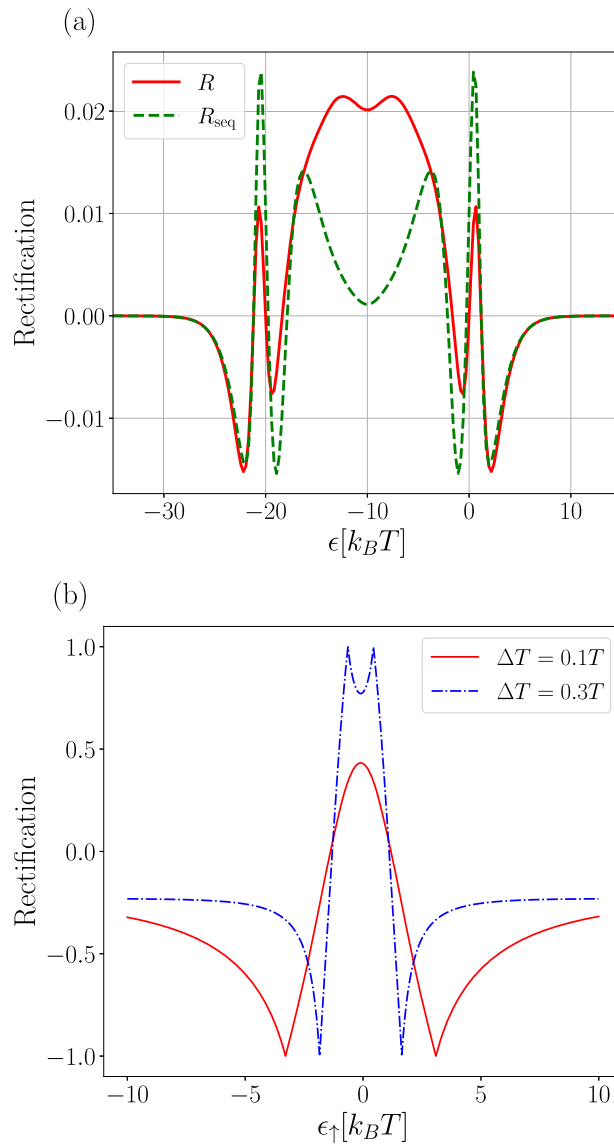 (a)
R
R_seq
Rectification
0.02
0.01
0.00
−0.01
−30 −20 −10 0 10
ϵ[k_BT]
(b)
ΔT = 0.1T
ΔT = 0.3T
Rectification
1.0
0.5
0.0
−0.5
−1.0
−10 −5 0 5 10
ϵ_↑[k_BT]